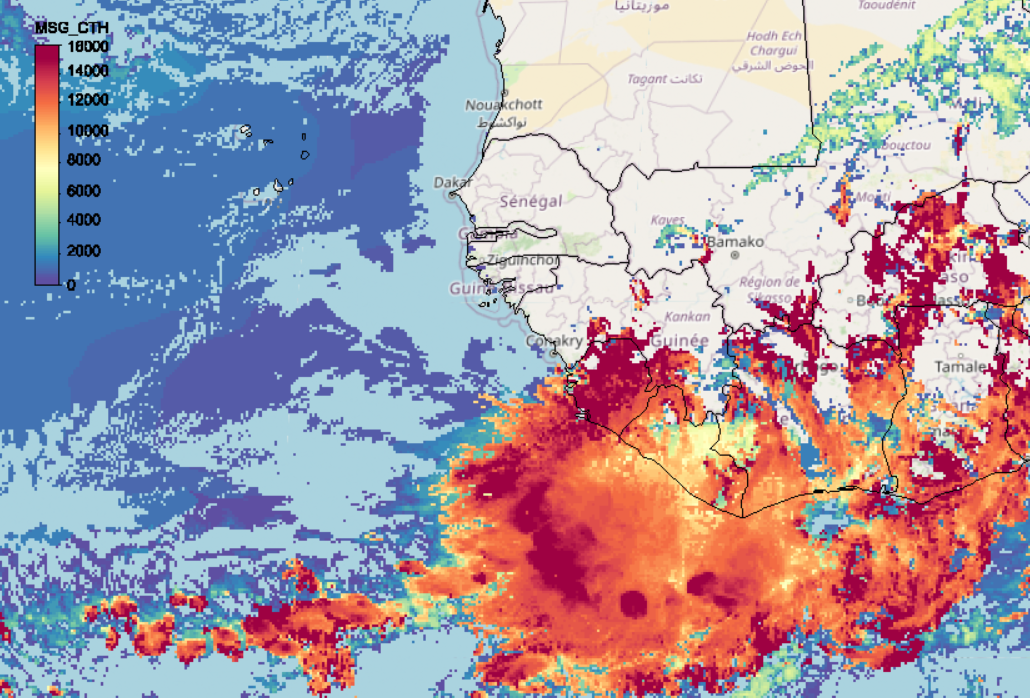 موريتانيا
Taoudénit
MSG_CTH
16000
14000
12000
10000
8000
6000
4000
2000
0
Hodh Ech
Chargui
الحوض الشرقي
Tagant تكانت
Nouakchott
نواكشوط
Dakar
Sénégal
Kayes
Bamako
Ziguinchor
Région de
Sikasso
Kankan
Conakry
Guinée
Tamale